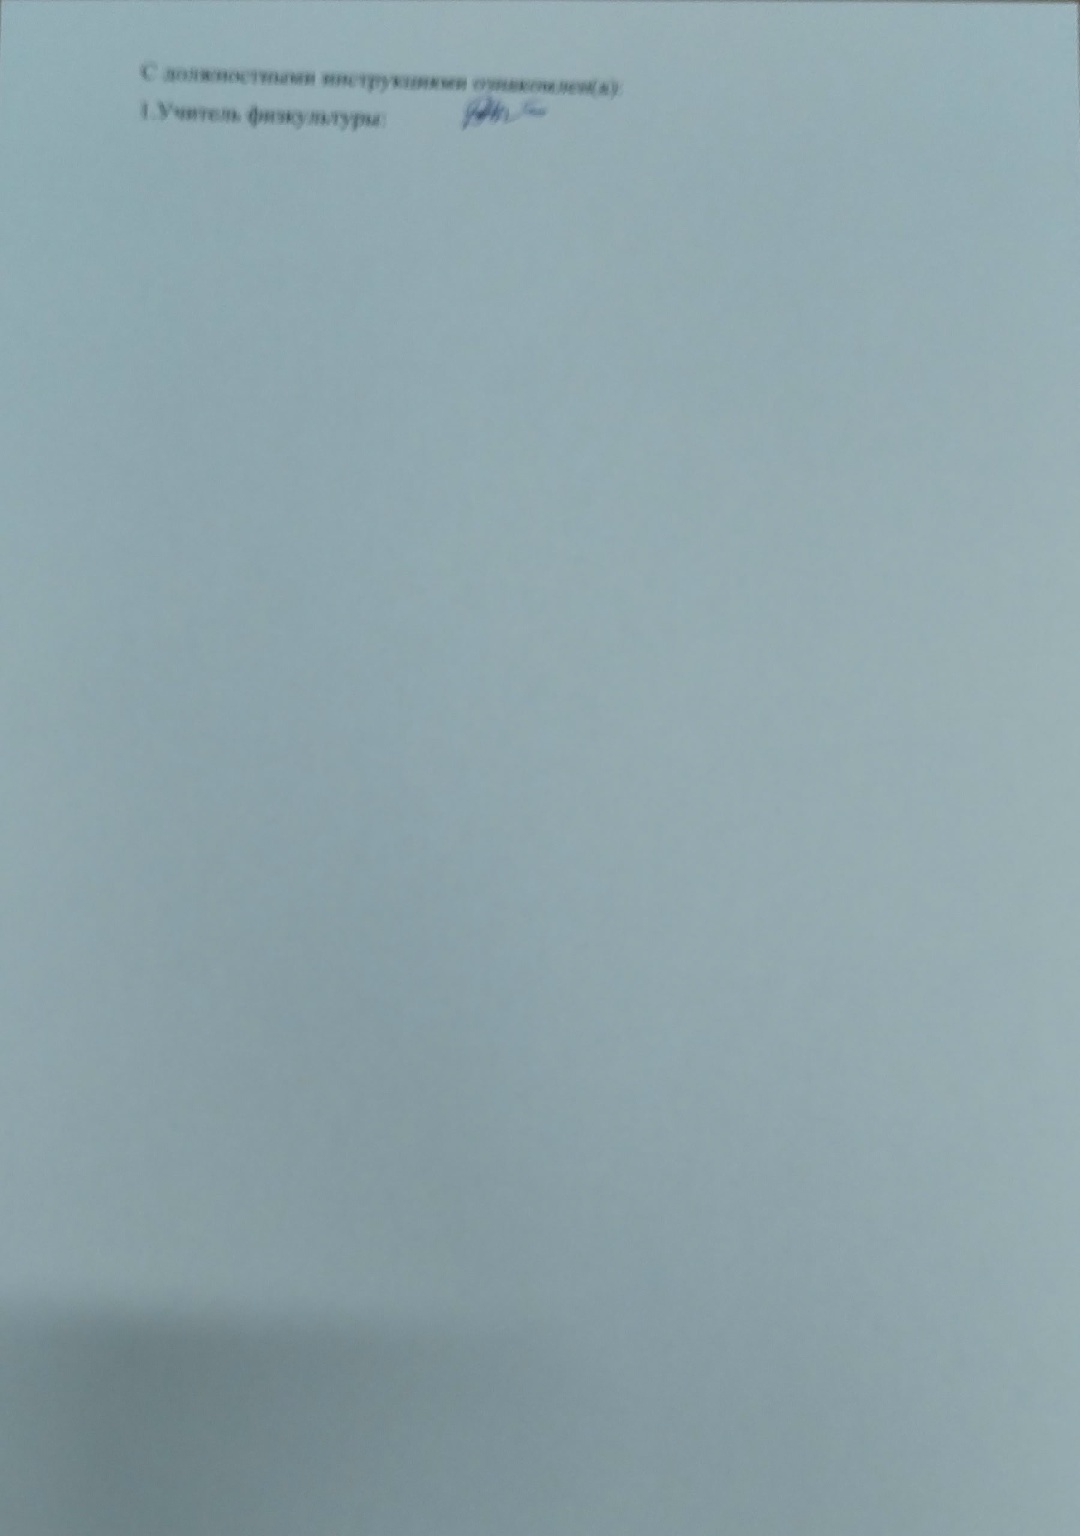 С должностными инструкциями ознакомлен(а):
1.Учитель физкультуры: